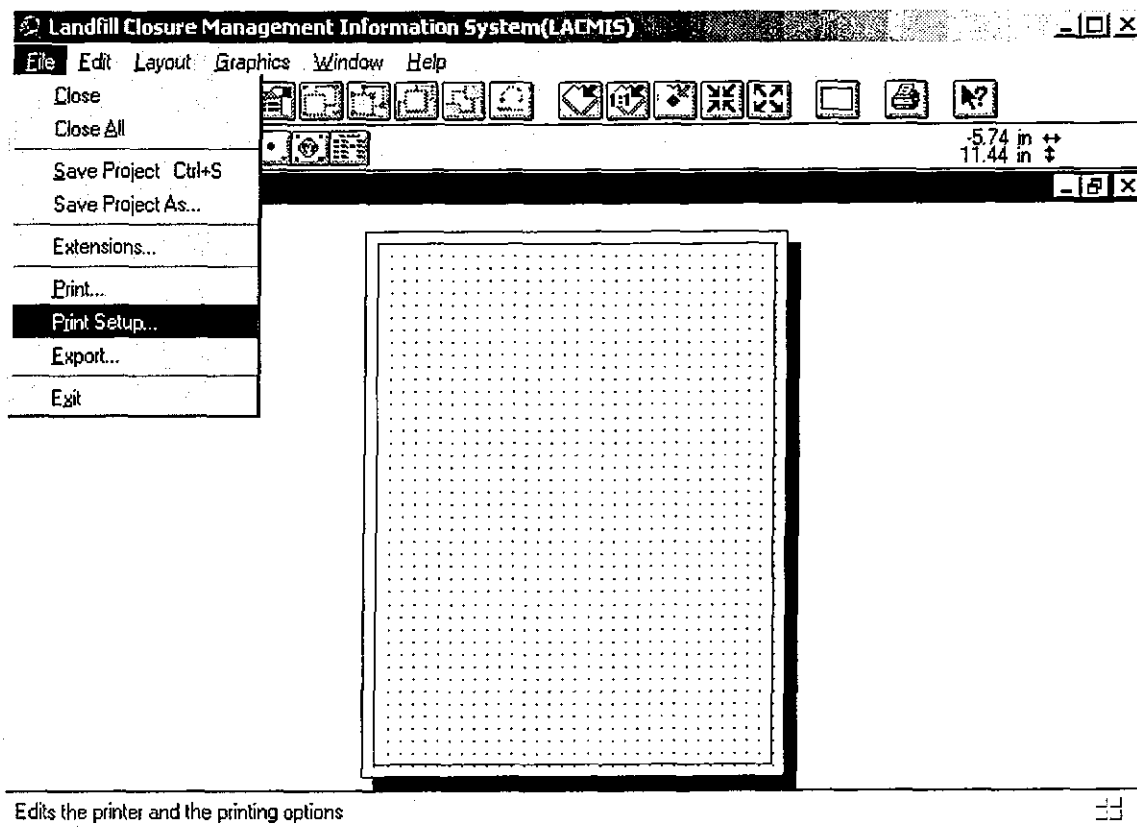 Landfill Closure Management Information System(LACMIS)
File Edit Layout Graphics Window Help
Close
Close All
Save Project Ctrl+S
Save Project As...
Extensions...
Print...
Print Setup...
Export...
Exit
1:1
-5.74 in
11.44 in
Edits the printer and the printing options